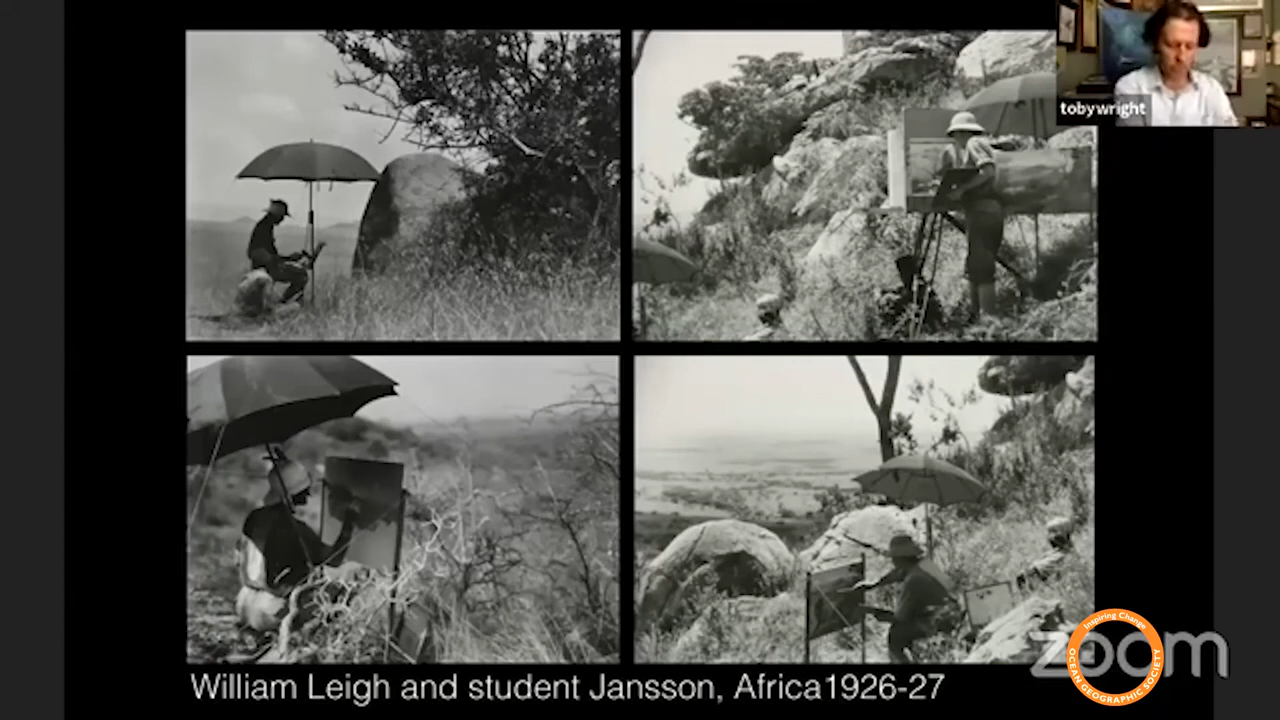 tobywright
William Leigh and student Jansson, Africa1926-27
zoom
Inspiring Change
OCEAN GEOGRAPHIC SOCIETY